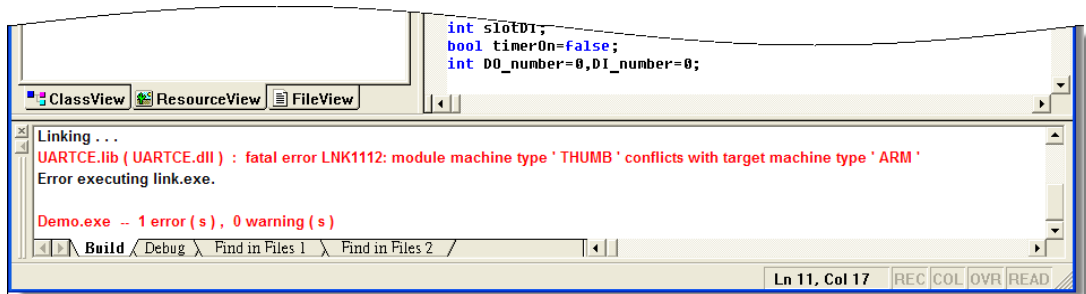 int slotDI;
bool timerOn=false;
int DO_number=0,DI_number=0;
ClassView ResourceView FileView
Linking . . .
UARTCE.lib ( UARTCE.dll ) : fatal error LNK1112: module machine type ' THUMB ' conflicts with target machine type ' ARM '
Error executing link.exe.
Demo.exe -- 1 error ( s ) , 0 warning ( s )
Build Debug Find in Files 1 Find in Files 2
Ln 11, Col 17 REC COL OVR READ